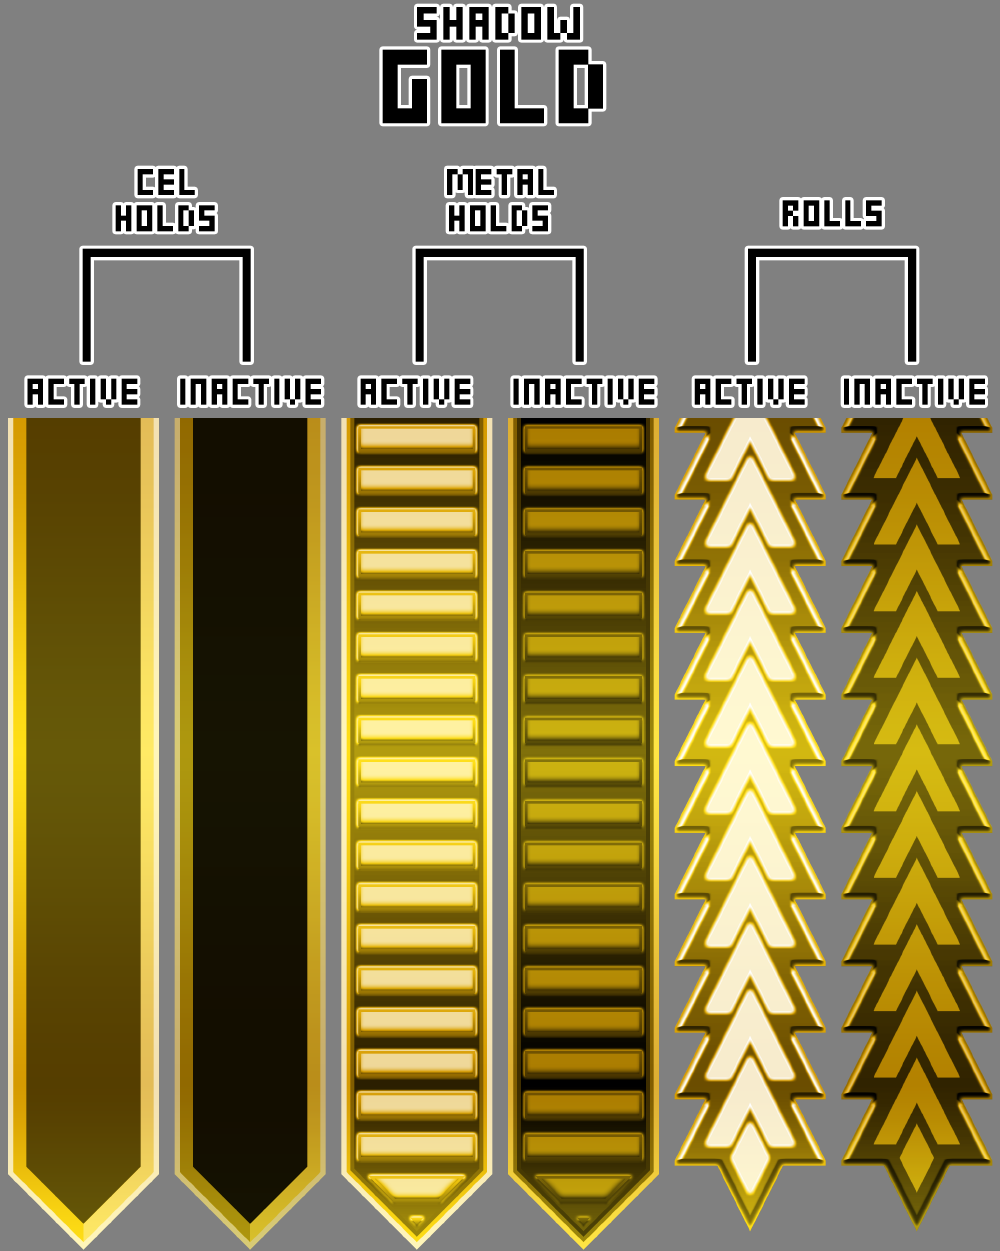 SHADOW
GOLD
CEL
HOLDS
METAL
HOLDS
ROLLS
ACTIVE
INACTIVE
ACTIVE
INACTIVE
ACTIVE
INACTIVE